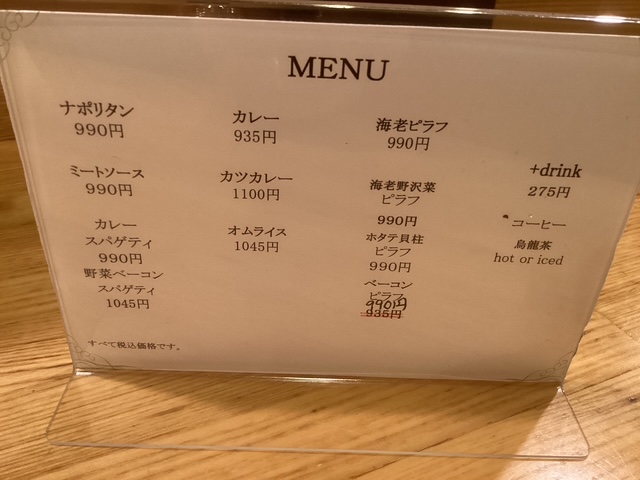 MENU
ナポリタン
990円
ミートソース
990円
カレー
スパゲティ
990円
野菜ベーコン
スパゲティ
1045円
カレー
935円
カツカレー
1100円
オムライス
1045円
海老ピラフ
990円
海老野沢菜
ピラフ
990円
ホタテ貝柱
ピラフ
990円
ベーコン
ピラフ
990円
935円
+drink
275円
コーヒー
烏龍茶
hot or iced
すべて税込価格です。